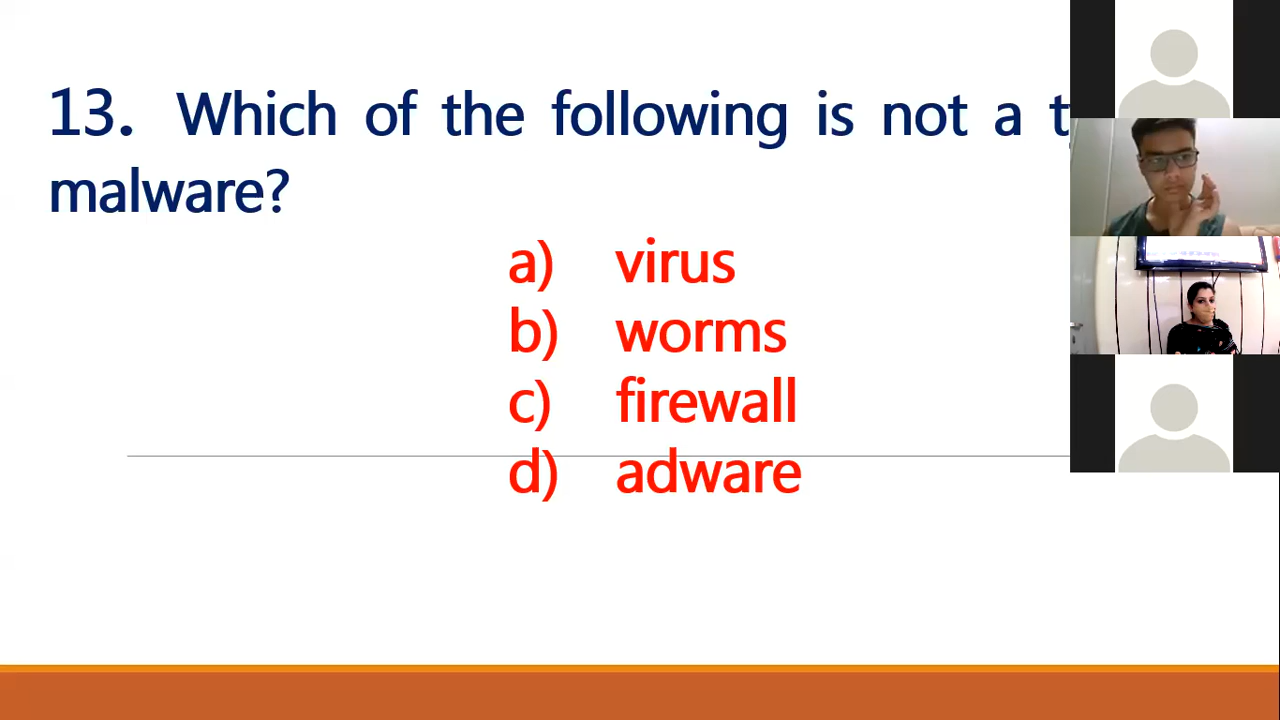 13. Which of the following is not a
malware?
a) virus
b) worms
c) firewall
d) adware